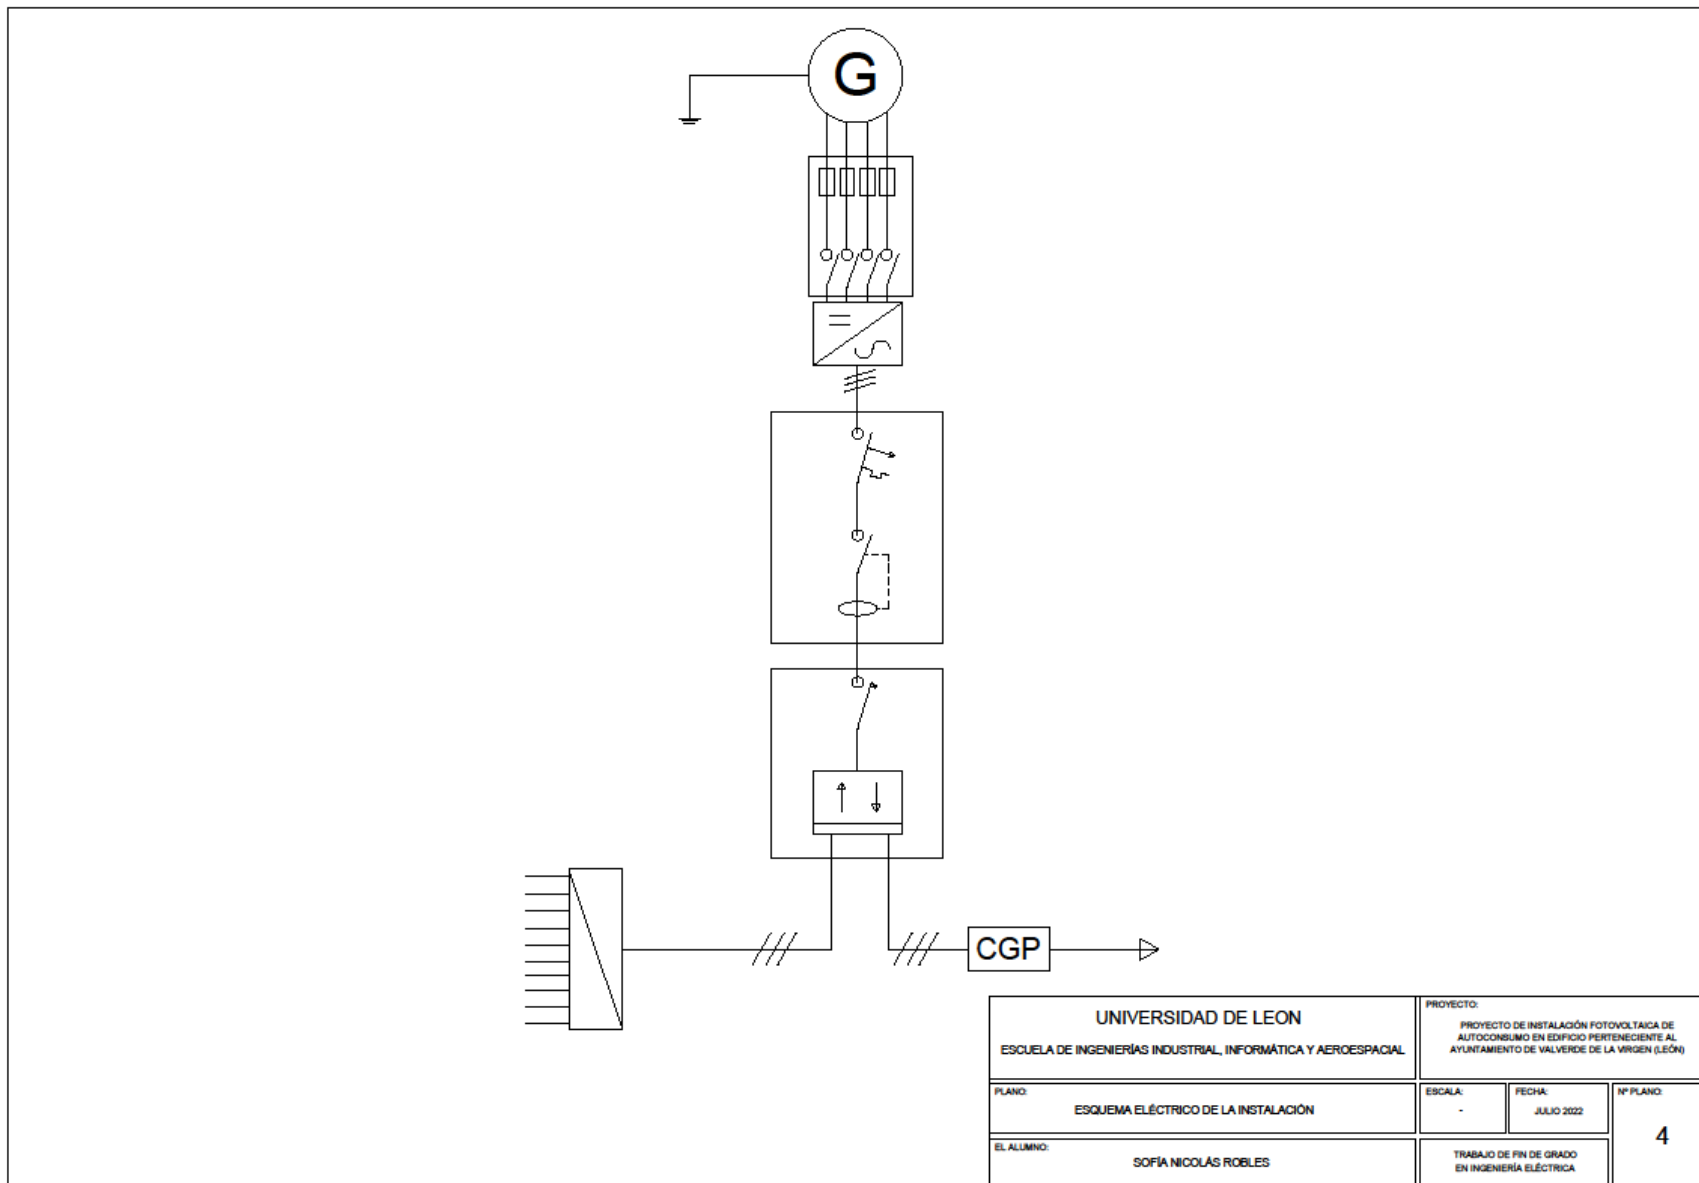 G
CGP
UNIVERSIDAD DE LEON
ESCUELA DE INGENIERÍAS INDUSTRIAL, INFORMÁTICA Y AEROESPACIAL
PROYECTO:
PROYECTO DE INSTALACIÓN FOTOVOLTAICA DE
AUTOCONSUMO EN EDIFICIO PERTENECIENTE AL
AYUNTAMIENTO DE VALVERDE DE LA VIRGEN (LEÓN)
PLANO:
ESQUEMA ELÉCTRICO DE LA INSTALACIÓN
ESCALA:
-
FECHA:
JULIO 2022
Nº PLANO:
4
EL ALUMNO:
SOFÍA NICOLÁS ROBLES
TRABAJO DE FIN DE GRADO
EN INGENIERÍA ELÉCTRICA